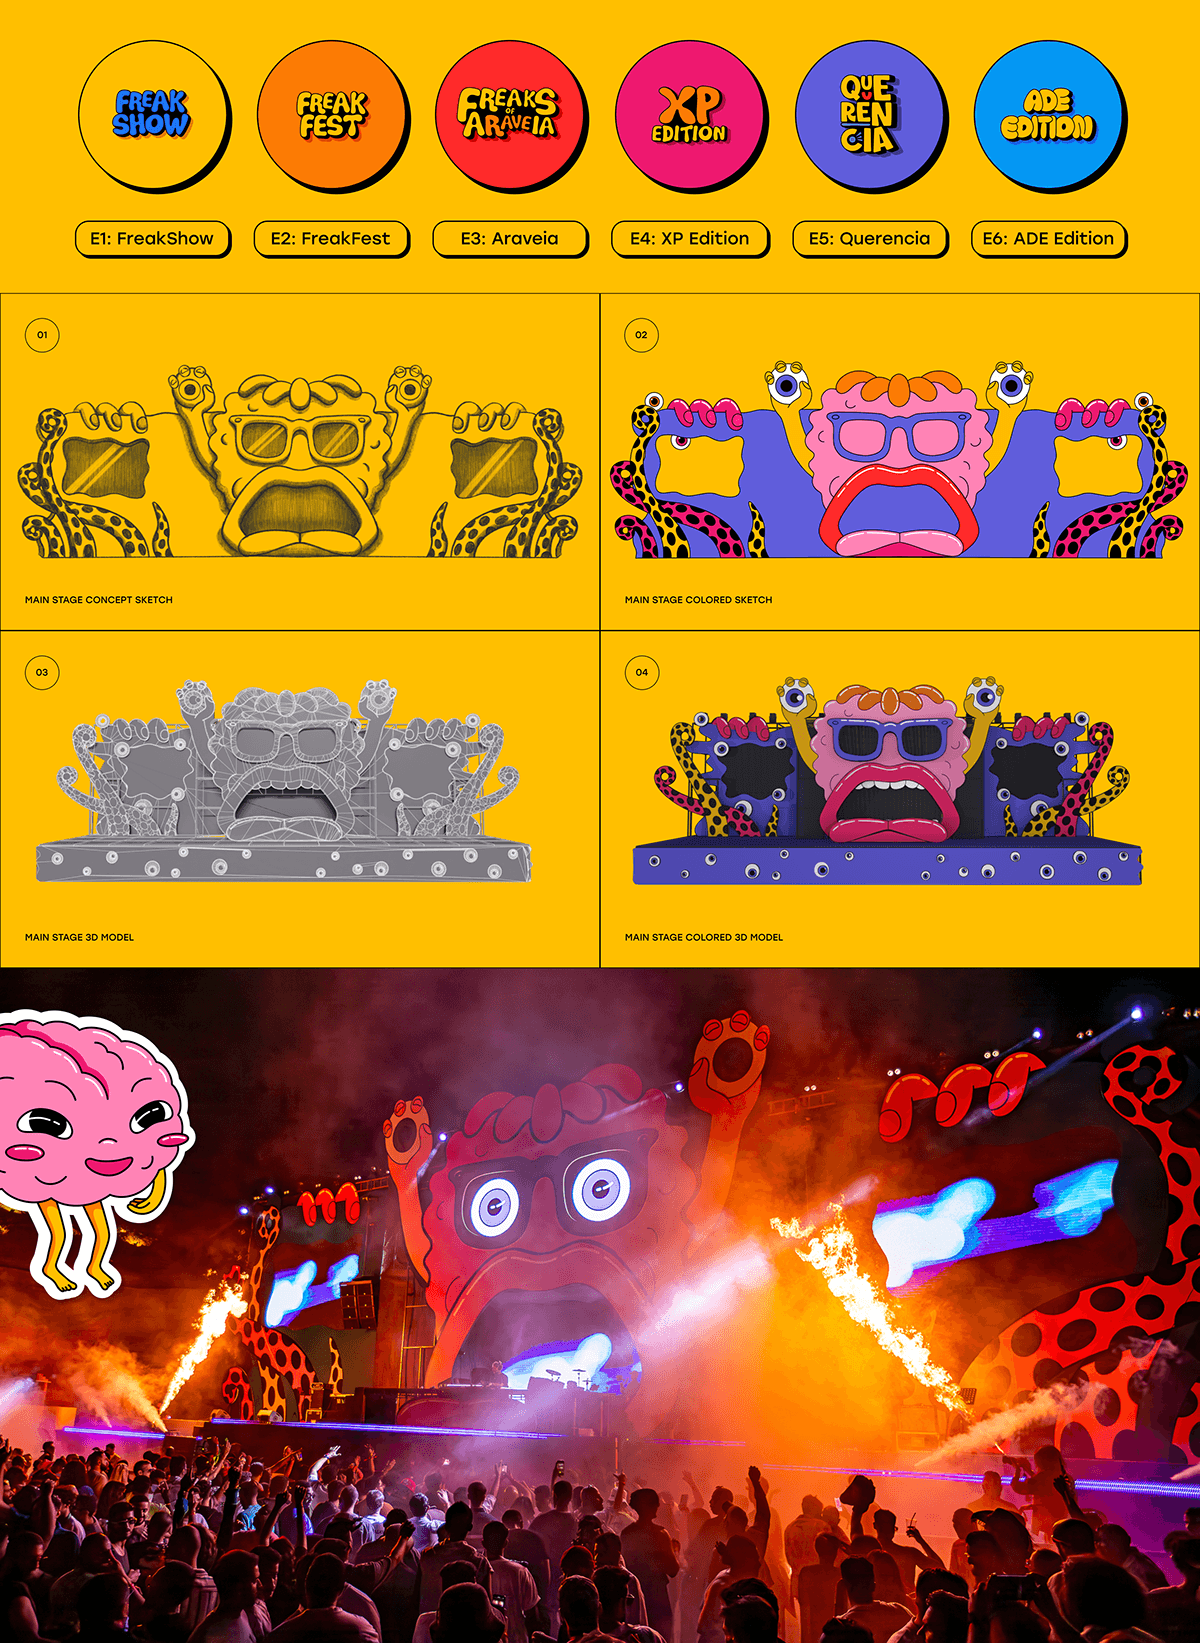 FREAK
SHOW
FREAK
FEST
FREAKS
OF
ARAVEIA
XP
EDITION
QUE
REN
CIA
ADE
EDITION
E1: FreakShow
E2: FreakFest
E3: Araveia
E4: XP Edition
E5: Querencia
E6: ADE Edition
01
02
MAIN STAGE CONCEPT SKETCH
MAIN STAGE COLORED SKETCH
03
04
MAIN STAGE 3D MODEL
MAIN STAGE COLORED 3D MODEL